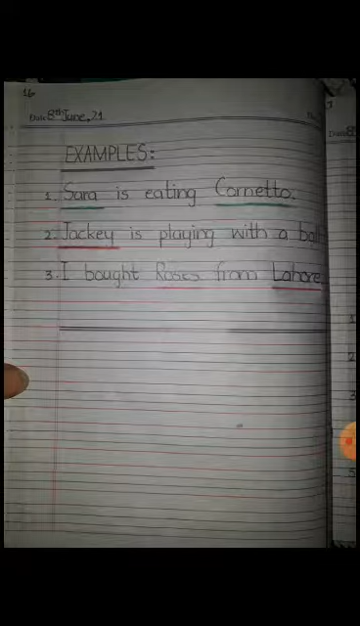 16
Date 8th June, 21
EXAMPLES:
1. Sara is eating Cornetto.
2. Jackey is playing with a ball
3. I bought Roses from Lahore.